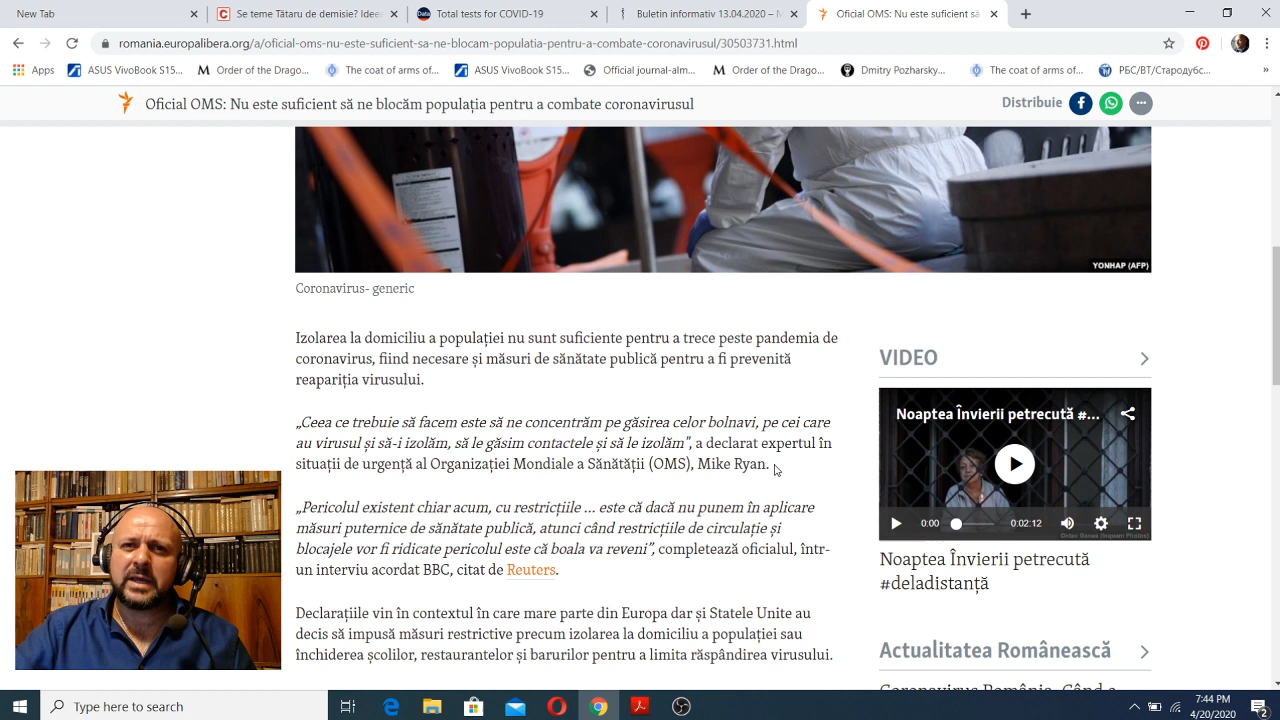 New Tab
Se teme Tătaru de demisie? Idee
Total tests for COVID-19
Buletin informativ 13.04.2020 – M
Oficial OMS: Nu este suficient să
romania.europalibera.org/a/oficial-oms-nu-este-suficient-sa-ne-blocam-populatia-pentru-a-combate-coronavirusul/30503731.html
Apps
ASUS VivoBook S15...
Order of the Drago...
The coat of arms of...
ASUS VivoBook S15...
Official journal-alm...
Order of the Drago...
Dmitry Pozharsky...
The coat of arms of...
РБС/ВТ/Стародубс...
Oficial OMS: Nu este suficient să ne blocăm populația pentru a combate coronavirusul
Distribuie
YONHAP (AFP)
Coronavirus- generic
Izolarea la domiciliu a populației nu sunt suficiente pentru a trece peste pandemia de
coronavirus, fiind necesare și măsuri de sănătate publică pentru a fi prevenită
reapariția virusului.
„Ceea ce trebuie să facem este să ne concentrăm pe găsirea celor bolnavi, pe cei care
au virusul și să-i izolăm, să le găsim contactele și să le izolăm”, a declarat expertul în
situații de urgență al Organizației Mondiale a Sănătății (OMS), Mike Ryan.
„Pericolul existent chiar acum, cu restricțiile ... este că dacă nu punem în aplicare
măsuri puternice de sănătate publică, atunci când restricțiile de circulație și
blocajele vor fi ridicate pericolul este că boala va reveni”, completează oficialul, într-
un interviu acordat BBC, citat de Reuters.
Declarațiile vin în contextul în care mare parte din Europa dar și Statele Unite au
decis să impusă măsuri restrictive precum izolarea la domiciliu a populației sau
închiderea școlilor, restaurantelor și barurilor pentru a limita răspândirea virusului.
VIDEO
Noaptea Învierii petrecută #...
0:00
0:02:12
Noaptea Învierii petrecută
#deladistanță
Actualitatea Românească
Coronavirus România. Când e
Type here to search
7:44 PM
4/20/2020
2